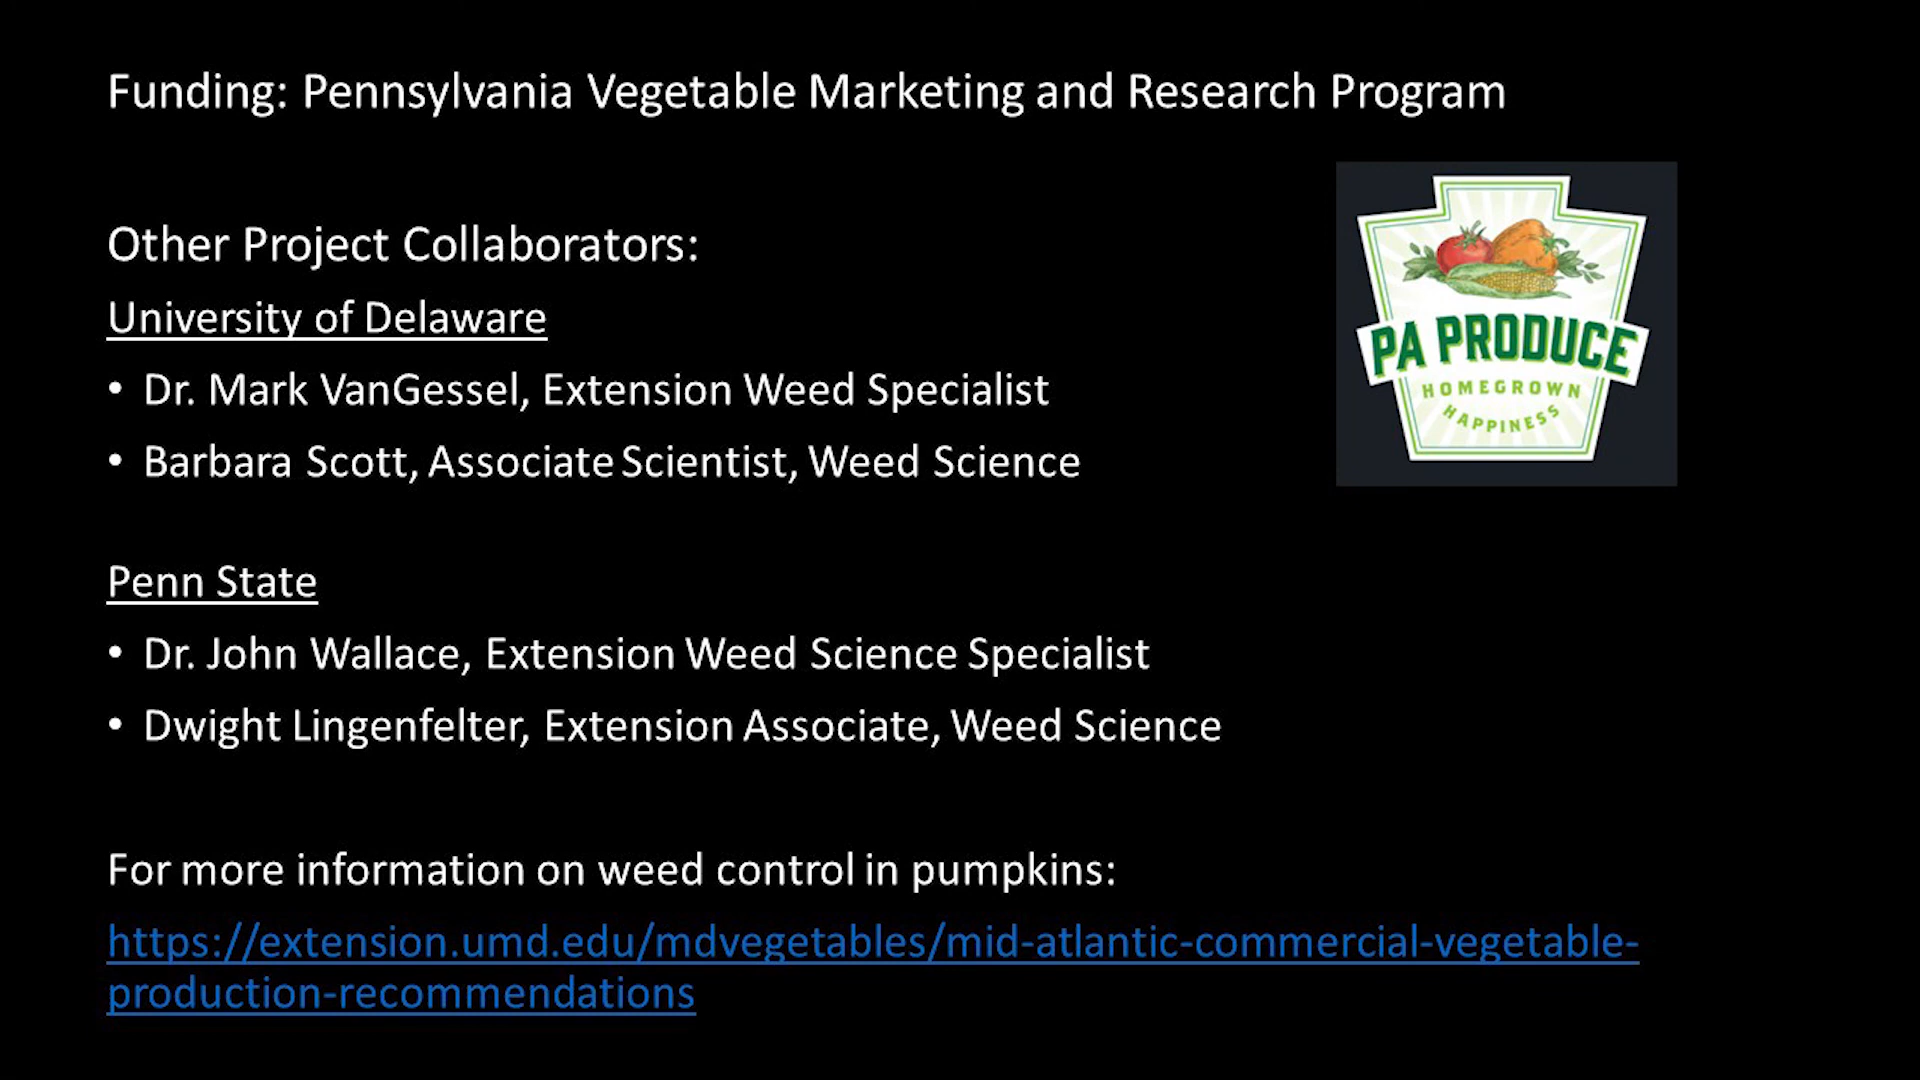 Funding: Pennsylvania Vegetable Marketing and Research Program
Other Project Collaborators:
University of Delaware
• Dr. Mark VanGessel, Extension Weed Specialist
• Barbara Scott, Associate Scientist, Weed Science
PA PRODUCE
HOMEGROWN
HAPPINESS
Penn State
• Dr. John Wallace, Extension Weed Science Specialist
• Dwight Lingenfelter, Extension Associate, Weed Science
For more information on weed control in pumpkins:
https://extension.umd.edu/mdvegetables/mid-atlantic-commercial-vegetable-
production-recommendations